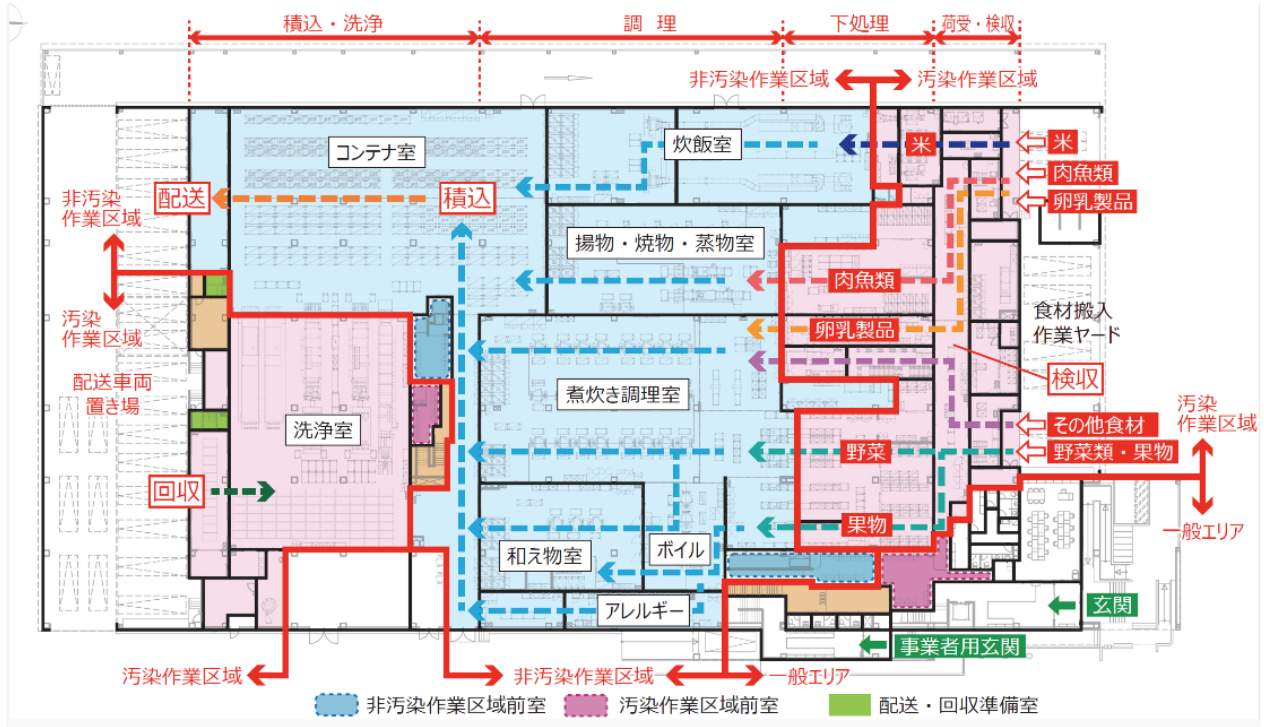 積込・洗浄
調 理
下処理
荷受・検収
非汚染作業区域
汚染作業区域
コンテナ室
炊飯室
米
米
肉魚類
卵乳製品
非汚染
作業区域
配送
積込
揚物・焼物・蒸物室
肉魚類
汚染
作業区域
卵乳製品
食材搬入
作業ヤード
検収
配送車両
置き場
煮炊き調理室
洗浄室
野菜
その他食材
野菜類・果物
汚染
作業区域
回収
果物
一般エリア
和え物室
ボイル
アレルギー
玄関
事業者用玄関
汚染作業区域
非汚染作業区域
一般エリア
非汚染作業区域前室
汚染作業区域前室
配送・回収準備室